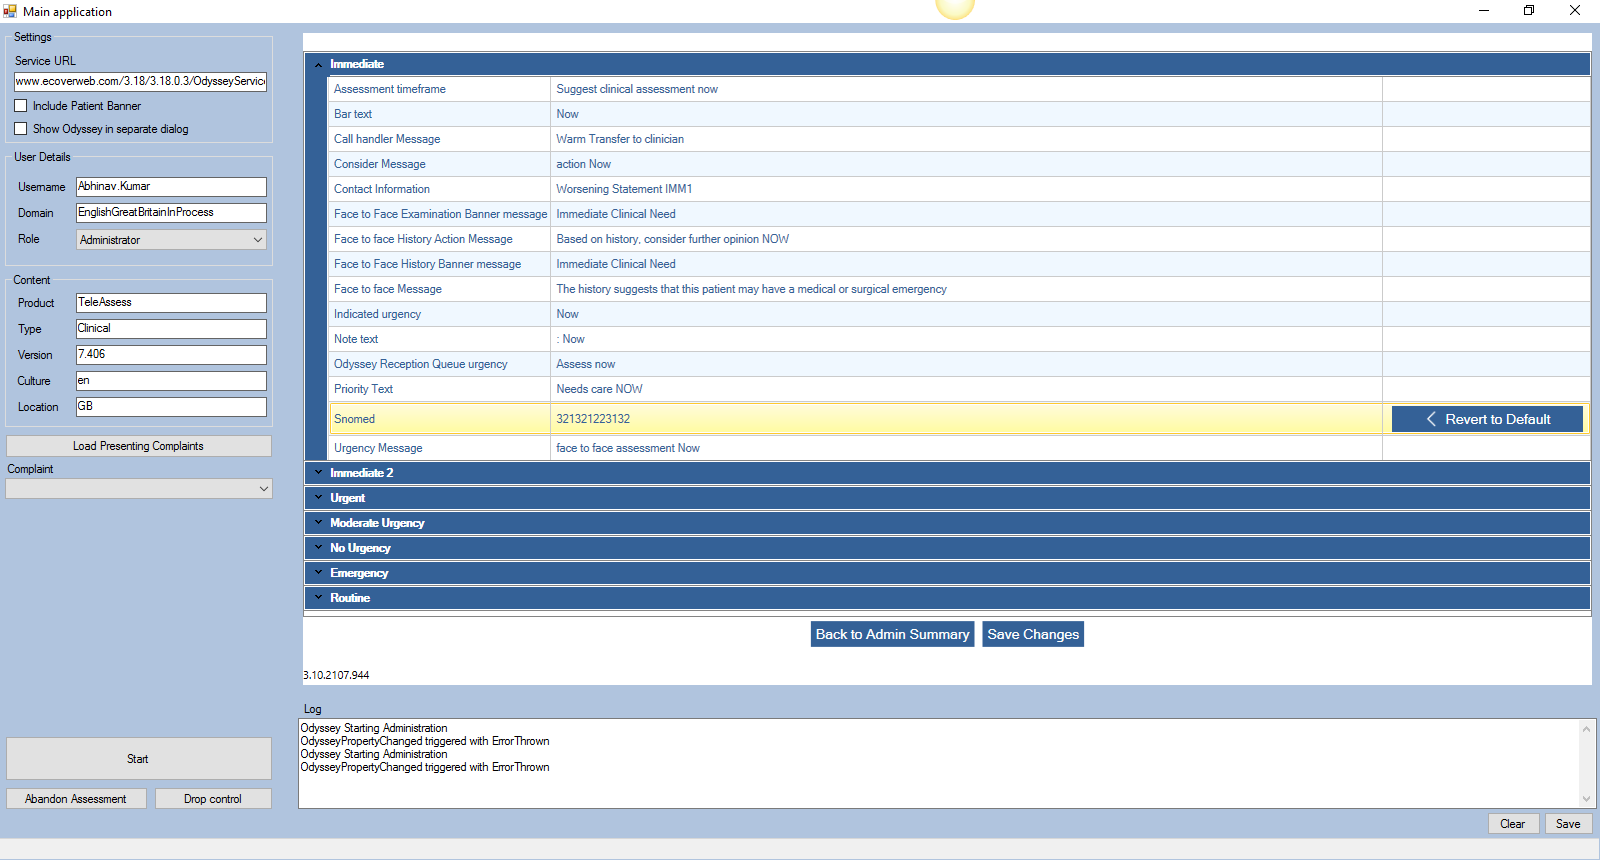 Main application
Settings
Service URL
www.ecoverweb.com/3.18/3.18.0.3/OdysseyService
Include Patient Banner
Show Odyssey in separate dialog
User Details
Username Abhinav.Kumar
Domain EnglishGreatBritainInProcess
Role Administrator
Content
Product TeleAssess
Type Clinical
Version 7.406
Culture en
Location GB
Load Presenting Complaints
Complaint
Start
Abandon Assessment Drop control
Immediate
Assessment timeframe Suggest clinical assessment now
Bar text Now
Call handler Message Warm Transfer to clinician
Consider Message action Now
Contact Information Worsening Statement IMM1
Face to Face Examination Banner message Immediate Clinical Need
Face to face History Action Message Based on history, consider further opinion NOW
Face to Face History Banner message Immediate Clinical Need
Face to face Message The history suggests that this patient may have a medical or surgical emergency
Indicated urgency Now
Note text : Now
Odyssey Reception Queue urgency Assess now
Priority Text Needs care NOW
Snomed 321321223132 Revert to Default
Urgency Message face to face assessment Now
Immediate 2
Urgent
Moderate Urgency
No Urgency
Emergency
Routine
Back to Admin Summary Save Changes
3.10.2107.944
Log
Odyssey Starting Administration
OdysseyPropertyChanged triggered with ErrorThrown
Odyssey Starting Administration
OdysseyPropertyChanged triggered with ErrorThrown
Clear Save